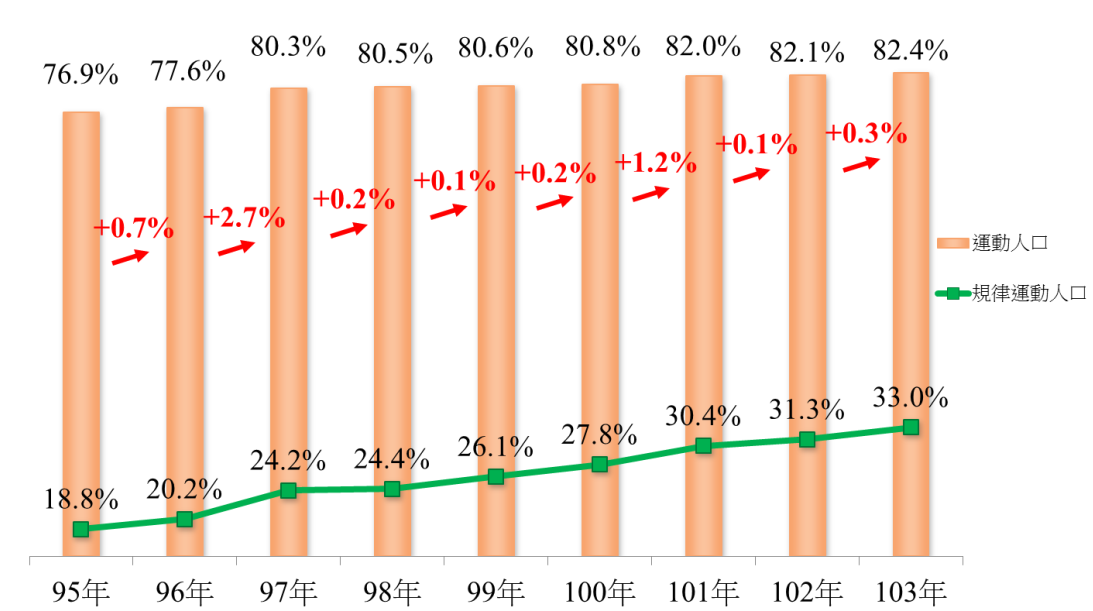 76.9% 77.6% 80.3% 80.5% 80.6% 80.8% 82.0% 82.1% 82.4%
+0.7% +2.7% +0.2% +0.1% +0.2% +1.2% +0.1% +0.3%
運動人口
規律運動人口
18.8% 20.2% 24.2% 24.4% 26.1% 27.8% 30.4% 31.3% 33.0%
95年 96年 97年 98年 99年 100年 101年 102年 103年